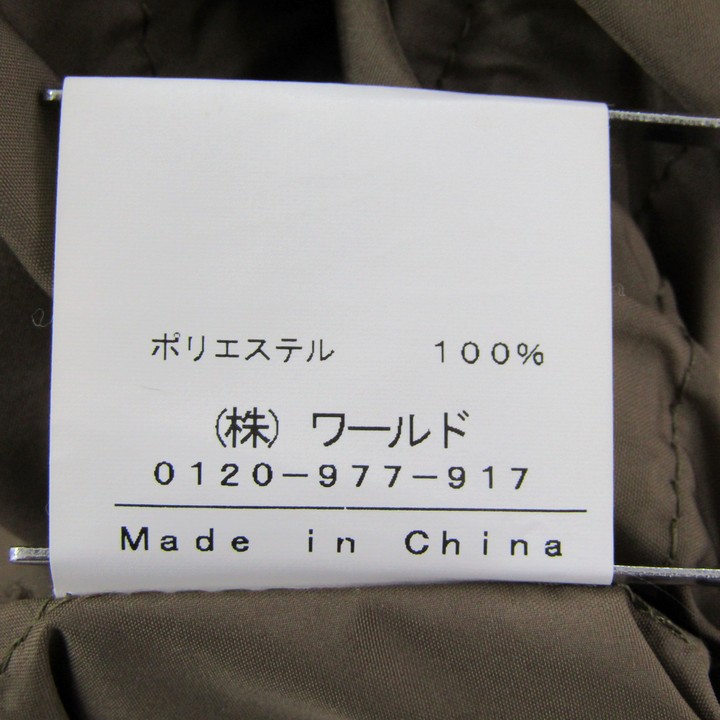 ポリエステル 100%
(株) ワールド
0120-977-917
Made in China